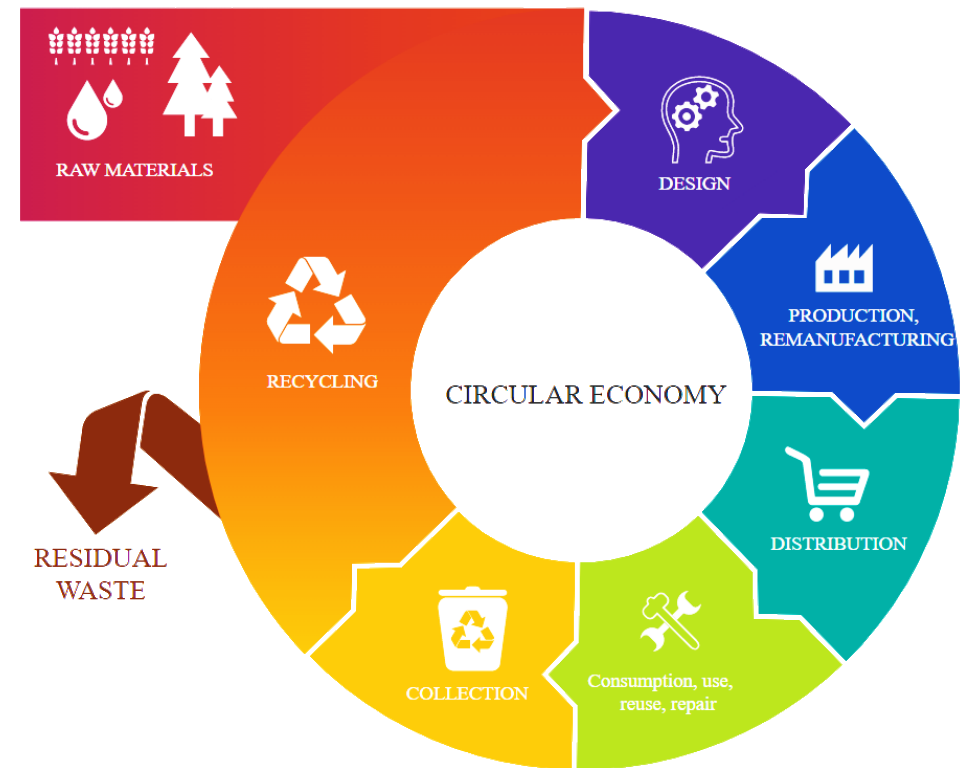 RAW MATERIALS
DESIGN
PRODUCTION,
REMANUFACTURING
RECYCLING
CIRCULAR ECONOMY
DISTRIBUTION
RESIDUAL
WASTE
Consumption, use,
reuse, repair
COLLECTION